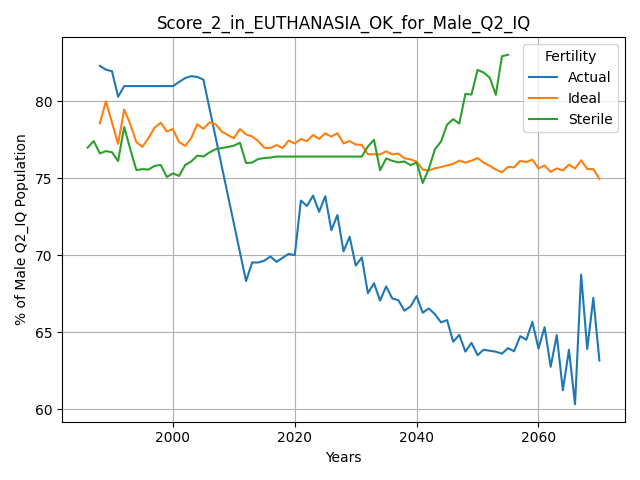 Score_2_in_EUTHANASIA_OK_for_Male_Q2_IQ
Fertility
Actual
Ideal
Sterile
% of Male Q2_IQ Population
80
75
70
65
60
2000
2020
2040
2060
Years